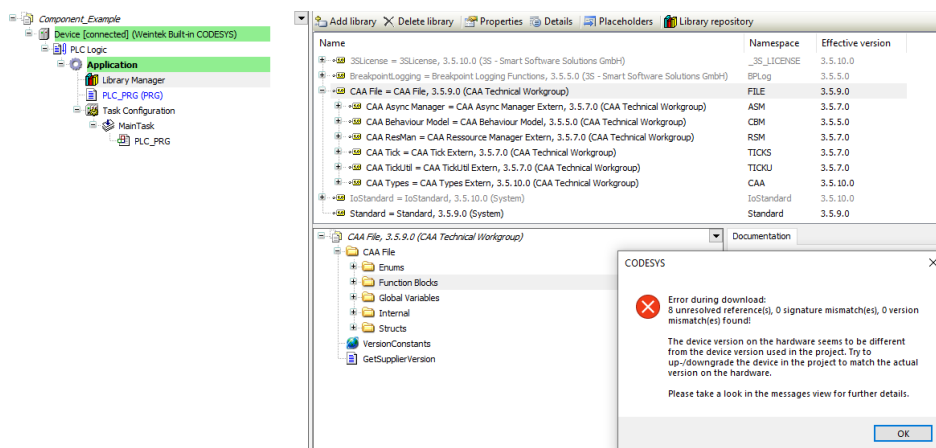 Component_Example
Device [connected] (Weintek Built-in CODESYS)
PLC Logic
Application
Library Manager
PLC_PRG (PRG)
Task Configuration
MainTask
PLC_PRG
Add library Delete library Properties Details Placeholders Library repository
Name Namespace Effective version
3SLicense = 3SLicense, 3.5.10.0 (3S - Smart Software Solutions GmbH) _3S_LICENSE 3.5.10.0
BreakpointLogging = Breakpoint Logging Functions, 3.5.5.0 (3S - Smart Software Solutions GmbH) BPLog 3.5.5.0
CAA File = CAA File, 3.5.9.0 (CAA Technical Workgroup) FILE 3.5.9.0
CAA Async Manager = CAA Async Manager Extern, 3.5.7.0 (CAA Technical Workgroup) ASM 3.5.7.0
CAA Behaviour Model = CAA Behaviour Model, 3.5.5.0 (CAA Technical Workgroup) CBM 3.5.5.0
CAA ResMan = CAA Ressource Manager Extern, 3.5.7.0 (CAA Technical Workgroup) RSM 3.5.7.0
CAA Tick = CAA Tick Extern, 3.5.7.0 (CAA Technical Workgroup) TICKS 3.5.7.0
CAA TickUtil = CAA TickUtil Extern, 3.5.7.0 (CAA Technical Workgroup) TICKU 3.5.7.0
CAA Types = CAA Types Extern, 3.5.10.0 (CAA Technical Workgroup) CAA 3.5.10.0
IoStandard = IoStandard, 3.5.10.0 (System) IoStandard 3.5.10.0
Standard = Standard, 3.5.9.0 (System) Standard 3.5.9.0
CAA File, 3.5.9.0 (CAA Technical Workgroup)
CAA File
Enums
Function Blocks
Global Variables
Internal
Structs
VersionConstants
GetSupplierVersion
Documentation
CODESYS
Error during download:
8 unresolved reference(s), 0 signature mismatch(es), 0 version
mismatch(es) found!
The device version on the hardware seems to be different
from the device version used in the project. Try to
up-/downgrade the device in the project to match the actual
version on the hardware.
Please take a look in the messages view for further details.
OK